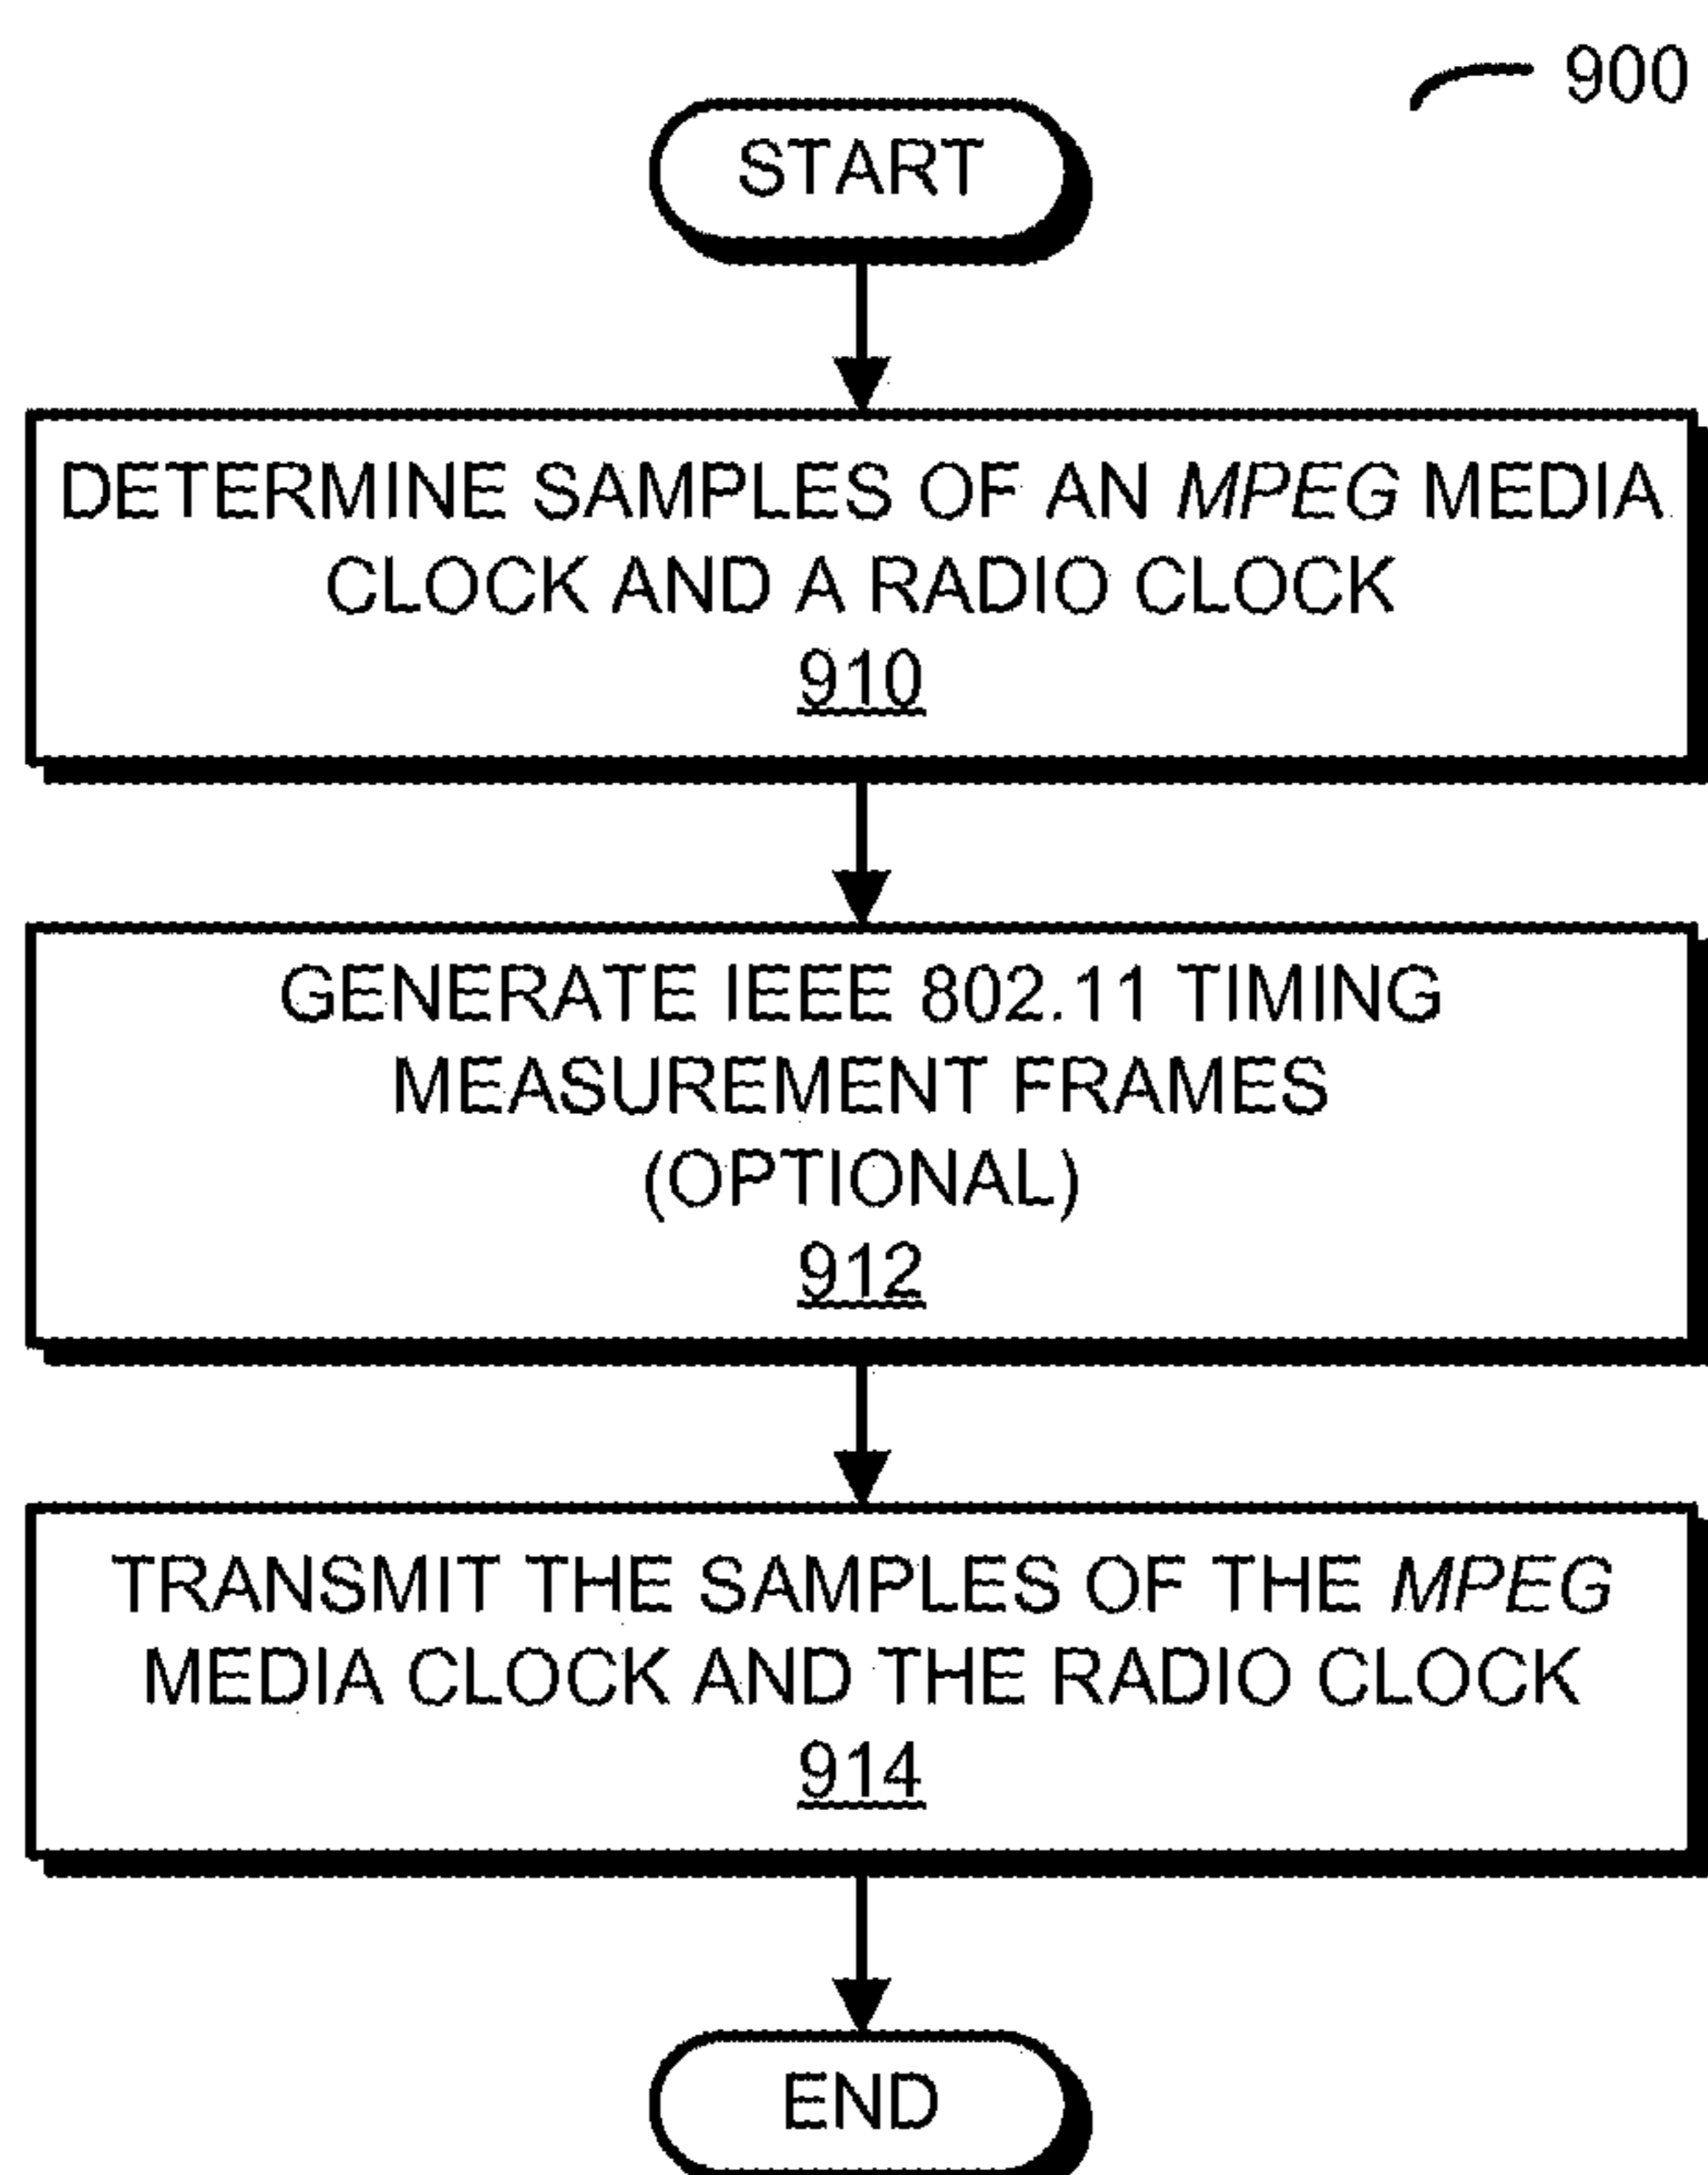 900
START
DETERMINE SAMPLES OF AN MPEG MEDIA
CLOCK AND A RADIO CLOCK
910
GENERATE IEEE 802.11 TIMING
MEASUREMENT FRAMES
(OPTIONAL)
912
TRANSMIT THE SAMPLES OF THE MPEG
MEDIA CLOCK AND THE RADIO CLOCK
914
END